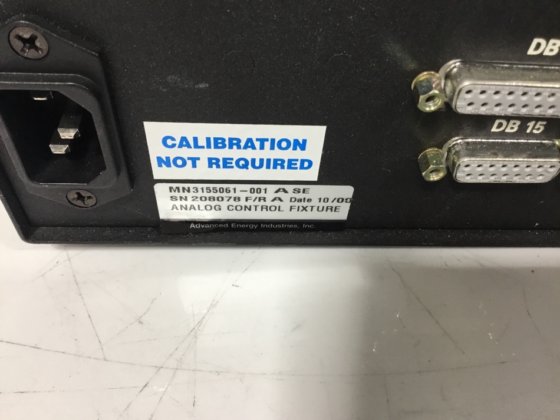 DB
DB 15
CALIBRATION
NOT REQUIRED
MN3155061-001 A SE
SN 208078 F/R A Date 10/00
ANALOG CONTROL FIXTURE
Advanced Energy Industries, Inc.